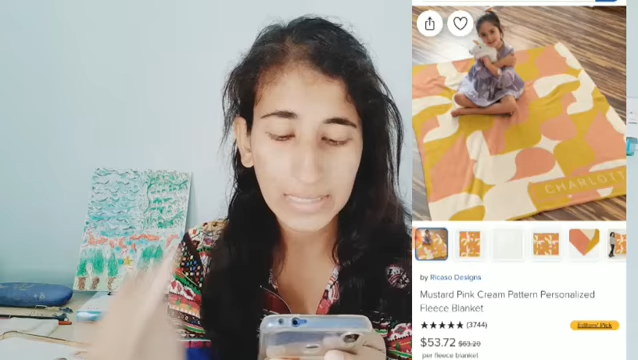 CHARLOTT
by Ricaso Designs
Mustard Pink Cream Pattern Personalized
Fleece Blanket
★★★★★ (3744)
Editors' Pick
$53.72 $63.20
per fleece blanket